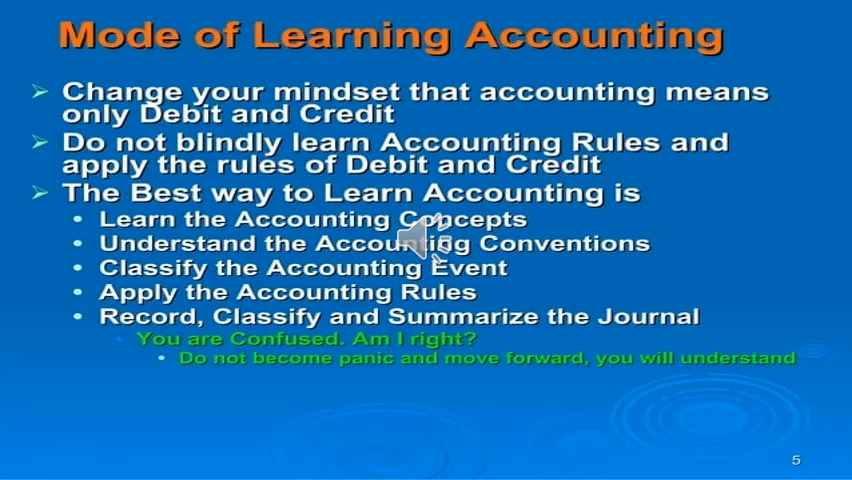 Mode of Learning Accounting
Change your mindset that accounting means
only Debit and Credit
Do not blindly learn Accounting Rules and
apply the rules of Debit and Credit
The Best way to Learn Accounting is
Learn the Accounting Concepts
Understand the Accounting Conventions
Classify the Accounting Event
Apply the Accounting Rules
Record, Classify and Summarize the Journal
You are Confused. Am I right?
Do not become panic and move forward, you will understand
5